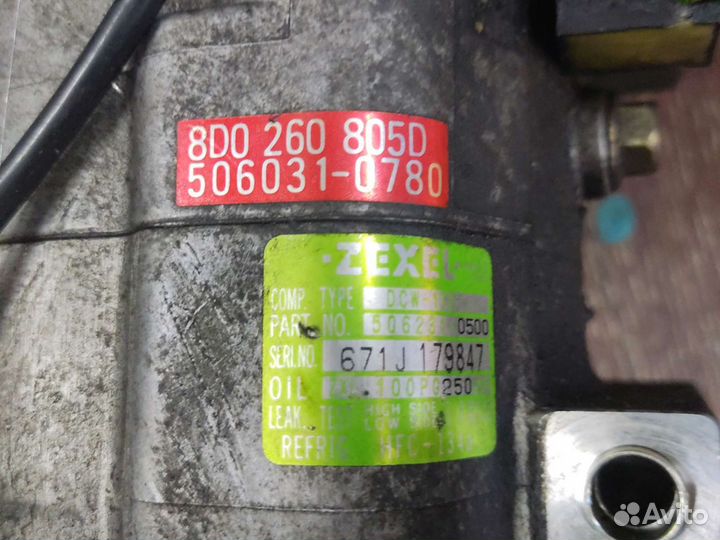 8D0 260 805D
506031-0780
ZEXEL
COMP. TYPE DCW
PART NO. 0500
SERI.NO. 671J 179847
OIL 250
LEAK. TEST HIGH SIDE
LOW SIDE
REFRIG. HFC-134a
Avito